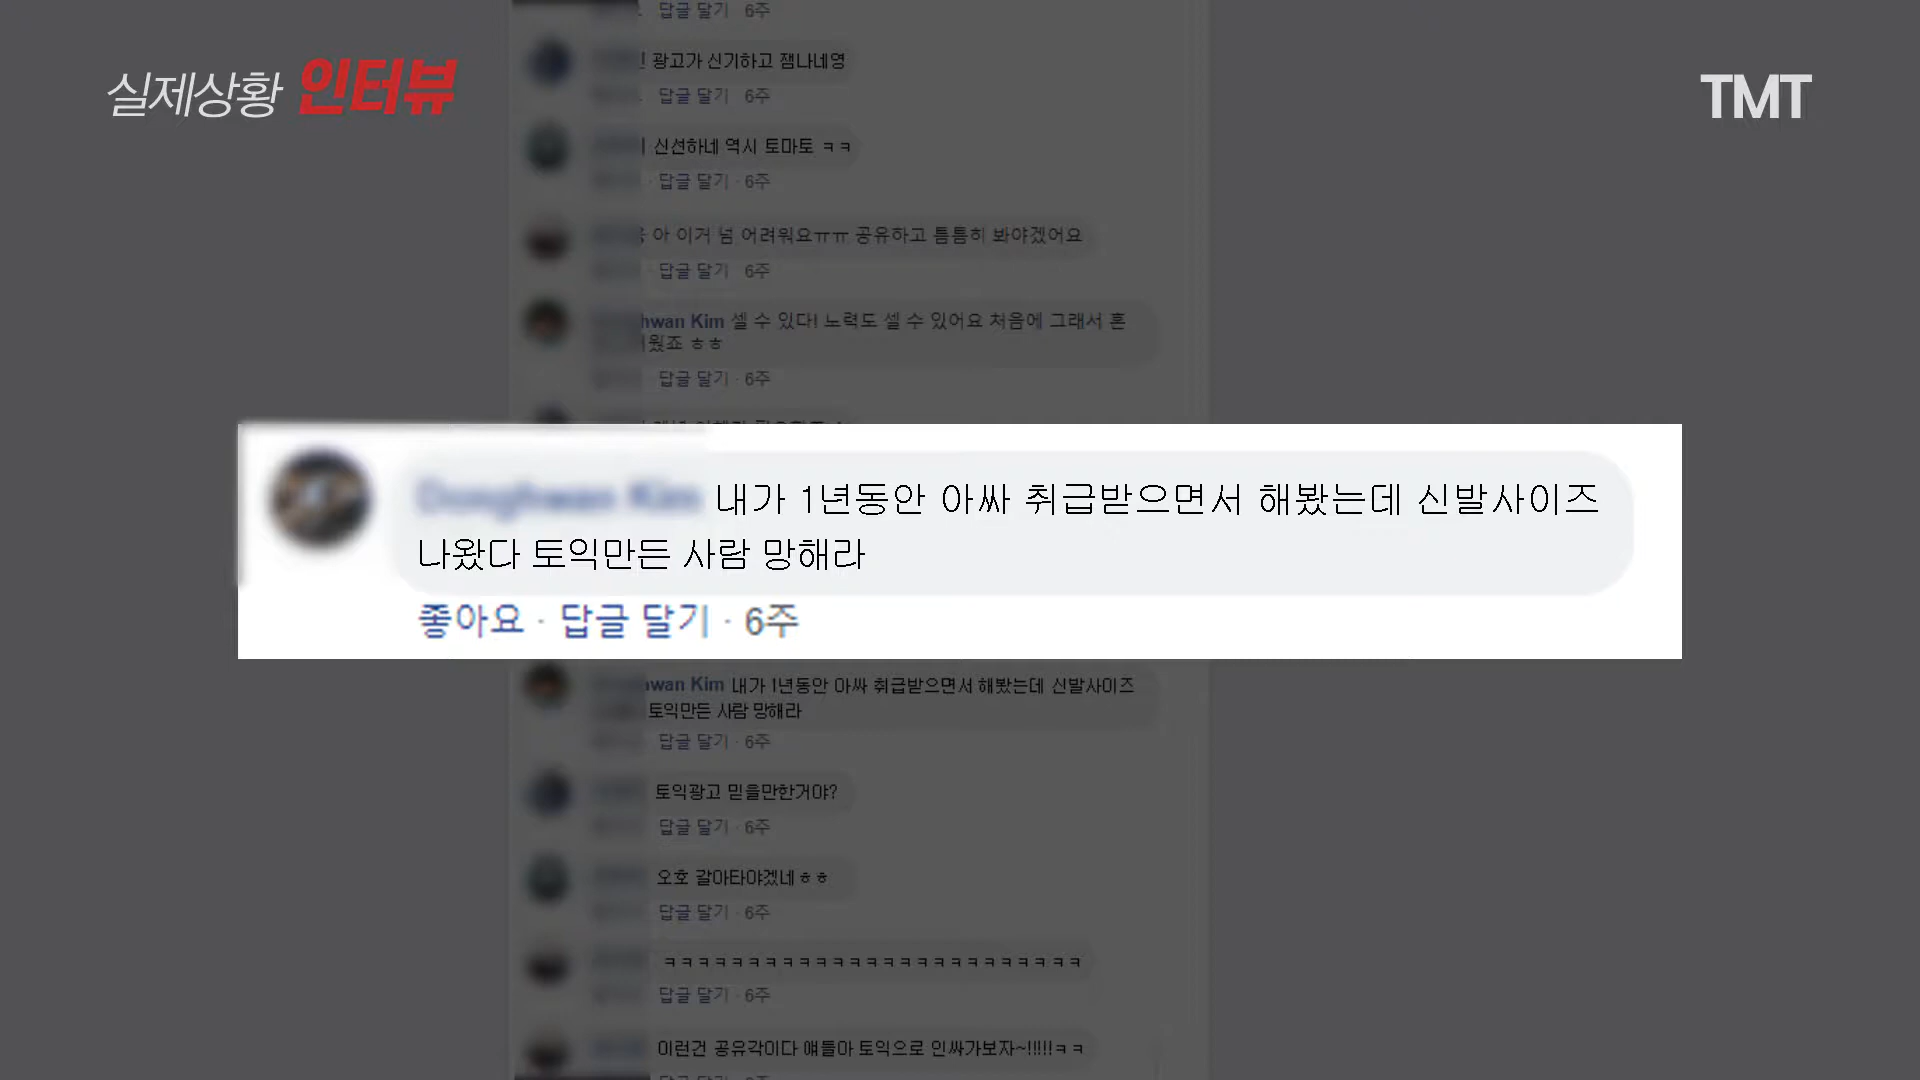 답글 달기 6주
실제상황 인터뷰
TMT
광고가 신기하고 잼나네영
답글 달기 6주
신선하네 역시 토마토 ㅋㅋ
· 답글 달기 · 6주
아 이거 넘 어려워요ㅠㅠ 공유하고 틈틈히 봐야겠어요
답글 달기 6주
hwan Kim 셀 수 있다! 노력도 셀 수 있어요 처음에 그래서 혼
웠죠 ㅎㅎ
답글 달기 · 6주
Donghwan Kim 내가 1년동안 아싸 취급받으면서 해봤는데 신발사이즈
나왔다 토익만든 사람 망해라
좋아요 · 답글 달기 · 6주
wan Kim 내가 1년동안 아싸 취급받으면서 해봤는데 신발사이즈
토익만든 사람 망해라
답글 달기 · 6주
토익광고 믿을만한거야?
답글 달기 · 6주
오호 갈아타야겠네ㅎㅎ
답글 달기 · 6주
ㅋㅋㅋㅋㅋㅋㅋㅋㅋㅋㅋㅋㅋㅋㅋㅋㅋㅋㅋㅋㅋㅋㅋㅋㅋ
답글 달기 · 6주
이런건 공유각이다 얘들아 토익으로 인싸가보자~!!!!!ㅋㅋ